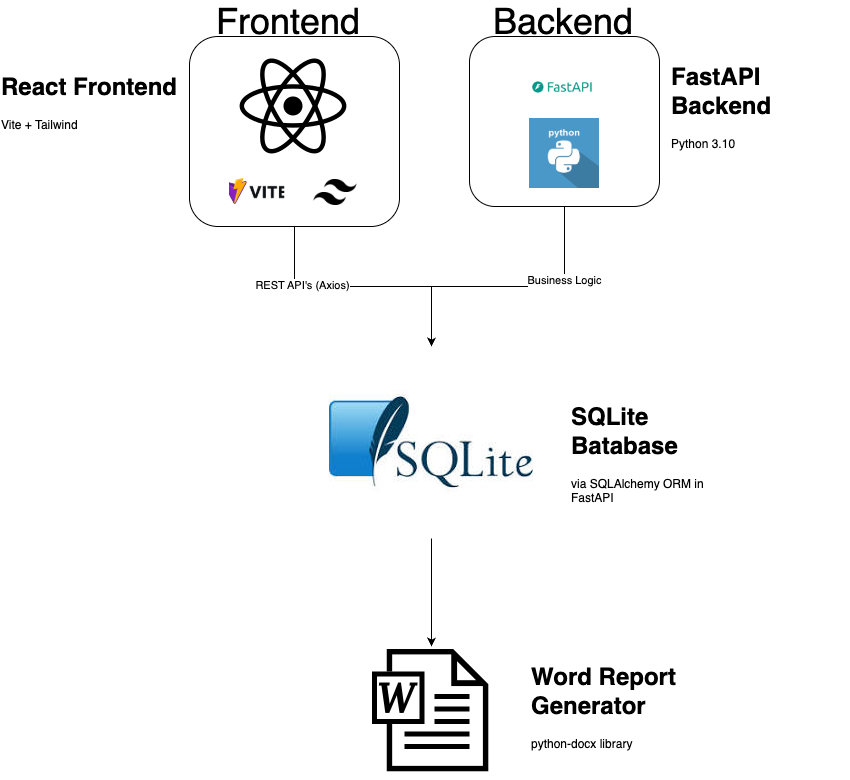 Frontend
Backend
React Frontend
Vite + Tailwind
VITE
FastAPI
python
FastAPI
Backend
Python 3.10
REST API's (Axios)
Business Logic
SQLite
SQLite
Batabase
via SQLAlchemy ORM in
FastAPI
W
Word Report
Generator
python-docx library